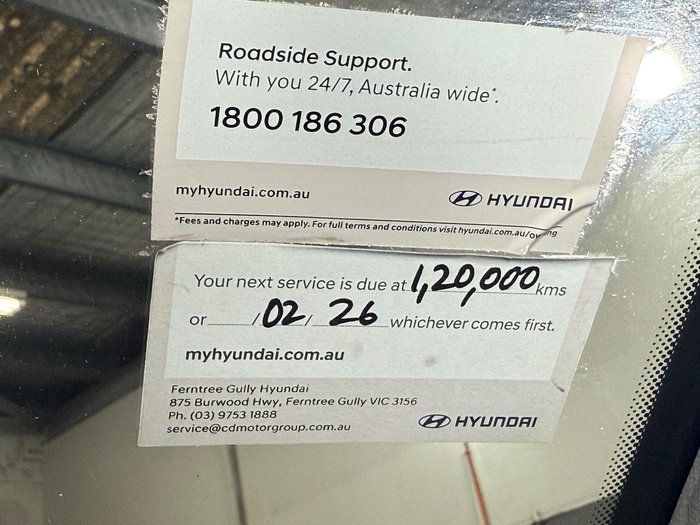 Roadside Support.
With you 24/7, Australia wide*.
1800 186 306
myhyundai.com.au HYUNDAI
*Fees and charges may apply. For full terms and conditions visit hyundai.com.au/owning
Your next service is due at 1,20,000 kms
or / 02 / 26 whichever comes first.
myhyundai.com.au
Ferntree Gully Hyundai
875 Burwood Hwy, Ferntree Gully VIC 3156
Ph. (03) 9753 1888
service@cdmotorgroup.com.au HYUNDAI